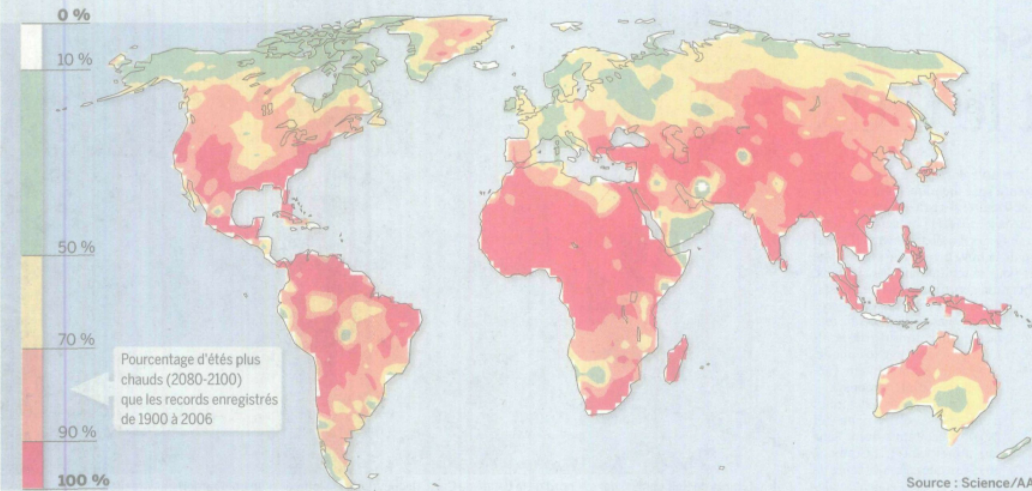 0 %
10 %
50 %
70 %
Pourcentage d'étés plus
chauds (2080-2100)
que les records enregistrés
de 1900 à 2006
90 %
100 %
Source : Science/AA